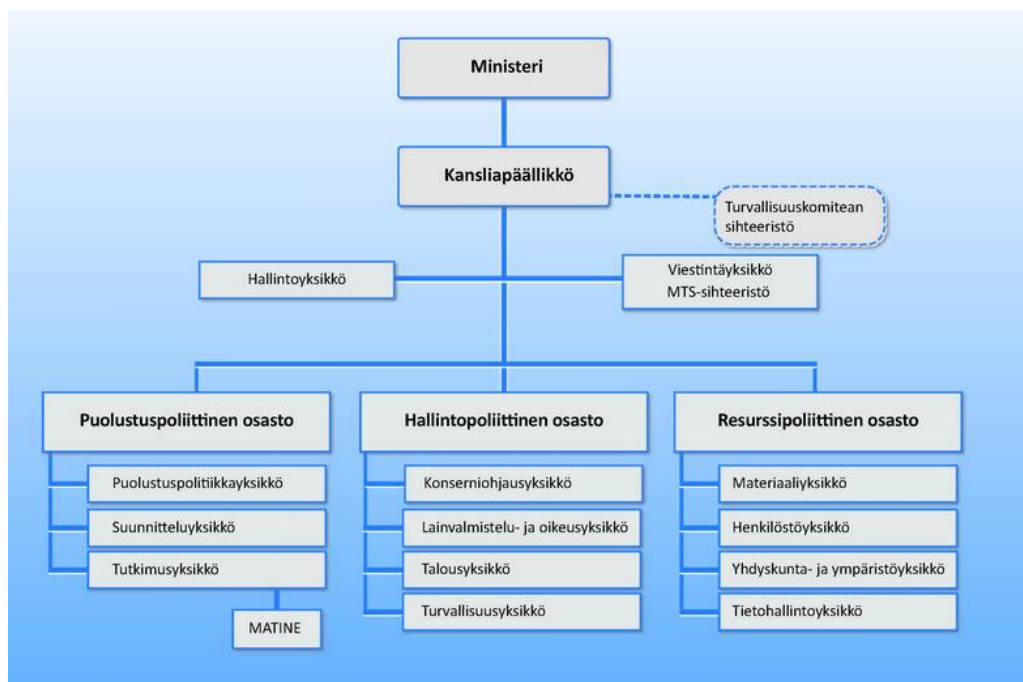 Ministeri
Kansliapäällikkö
Turvallisuuskomitean
sihteeristö
Hallintoyksikkö
Viestintäyksikkö
MTS-sihteeristö
Puolustuspoliittinen osasto
Puolustuspolitiikkayksikkö
Suunnitteluyksikkö
Tutkimusyksikkö
MATINE
Hallintopoliittinen osasto
Konserniohjausyksikkö
Lainvalmistelu- ja oikeusyksikkö
Talousyksikkö
Turvallisuusyksikkö
Resurssipoliittinen osasto
Materiaaliyksikkö
Henkilöstöyksikkö
Yhdyskunta- ja ympäristöyksikkö
Tietohallintoyksikkö